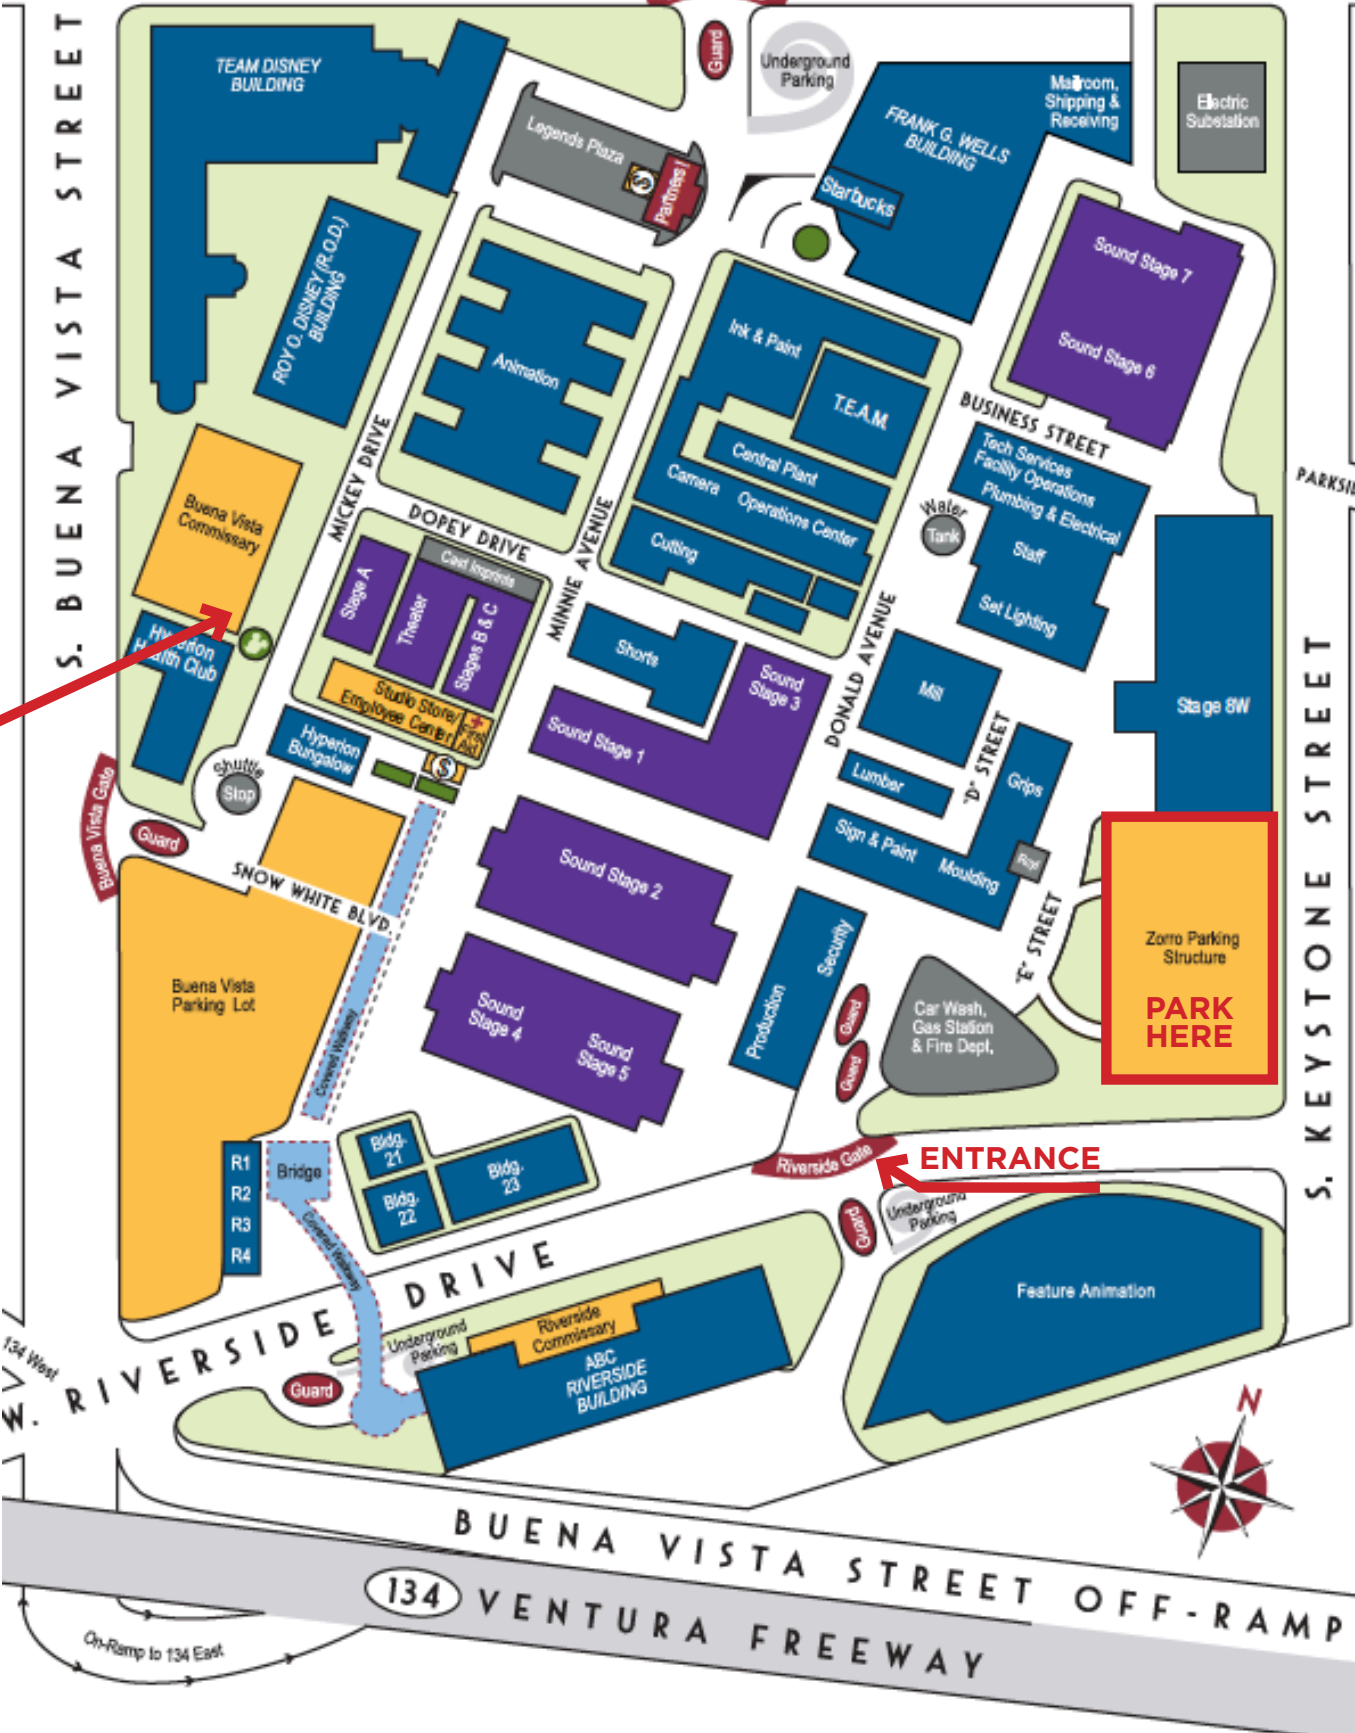 S. BUENA VISTA STREET
TEAM DISNEY
BUILDING
Legends Plaza
$
Partners!
Guard
Underground
Parking
FRANK G. WELLS
BUILDING
Mailroom,
Shipping &
Receiving
Starbucks
Electric
Substation
Sound Stage 7
Sound Stage 6
ROY O. DISNEY (R.O.D.)
BUILDING
Animation
Ink & Paint
T.E.A.M.
Central Plant
Camera
Operations Center
Cutting
BUSINESS STREET
Tech Services
Facility Operations
Plumbing & Electrical
Staff
Set Lighting
Water
Tank
PARKSI
Buena Vista
Commissary
MICKEY DRIVE
DOPEY DRIVE
MINNIE AVENUE
DONALD AVENUE
Cast Imprints
Stage A
Theater
Stages B & C
Studio Store/
Employee Center
First
Aid
$
Hyperion
Health Club
Hyperion
Bungalow
Shuttle
Stop
Shorts
Sound
Stage 3
Sound Stage 1
Mill
"D" STREET
Lumber
Grips
Sign & Paint
Moulding
Stage 8W
S. KEYSTONE STREET
Buena Vista Gate
Guard
SNOW WHITE BLVD.
Sound Stage 2
Sound
Stage 4
Sound
Stage 5
Production
Security
"E" STREET
Zorro Parking
Structure
PARK
HERE
Buena Vista
Parking Lot
Covered Walkway
Guard
Guard
Car Wash,
Gas Station
& Fire Dept.
R1
R2
R3
R4
Bridge
Covered Walkway
Bldg.
21
Bldg.
22
Bldg.
23
Riverside Gate
ENTRANCE
Guard
Underground
Parking
W. RIVERSIDE DRIVE
134 West
Guard
Underground
Parking
Riverside
Commissary
ABC
RIVERSIDE
BUILDING
Feature Animation
N
BUENA VISTA STREET OFF-RAMP
134 VENTURA FREEWAY
On-Ramp to 134 East